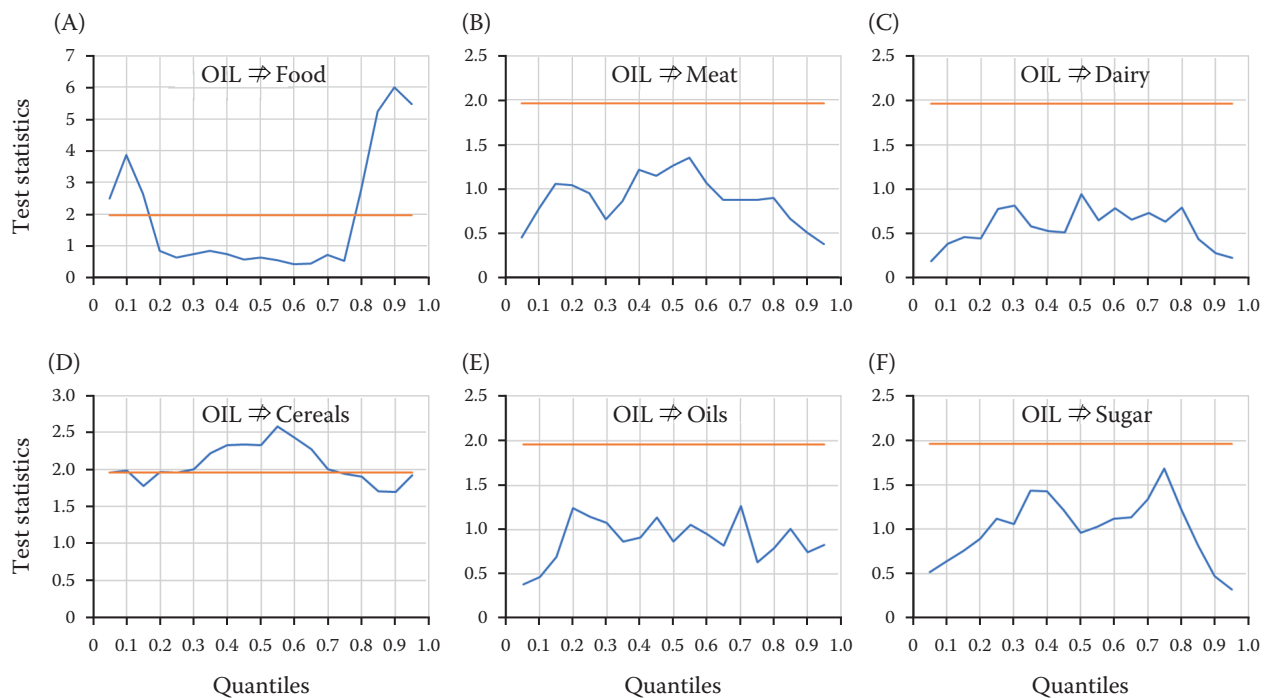 (A)
OIL ⇏ Food
Test statistics
7
6
5
4
3
2
1
0
0 0.1 0.2 0.3 0.4 0.5 0.6 0.7 0.8 0.9 1.0
(B)
OIL ⇏ Meat
2.5
2.0
1.5
1.0
0.5
0
0 0.1 0.2 0.3 0.4 0.5 0.6 0.7 0.8 0.9 1.0
(C)
OIL ⇏ Dairy
2.5
2.0
1.5
1.0
0.5
0
0 0.1 0.2 0.3 0.4 0.5 0.6 0.7 0.8 0.9 1.0
(D)
OIL ⇏ Cereals
Test statistics
3.0
2.5
2.0
1.5
1.0
0.5
0
0 0.1 0.2 0.3 0.4 0.5 0.6 0.7 0.8 0.9 1.0
Quantiles
(E)
OIL ⇏ Oils
2.5
2.0
1.5
1.0
0.5
0
0 0.1 0.2 0.3 0.4 0.5 0.6 0.7 0.8 0.9 1.0
Quantiles
(F)
OIL ⇏ Sugar
2.5
2.0
1.5
1.0
0.5
0
0 0.1 0.2 0.3 0.4 0.5 0.6 0.7 0.8 0.9 1.0
Quantiles